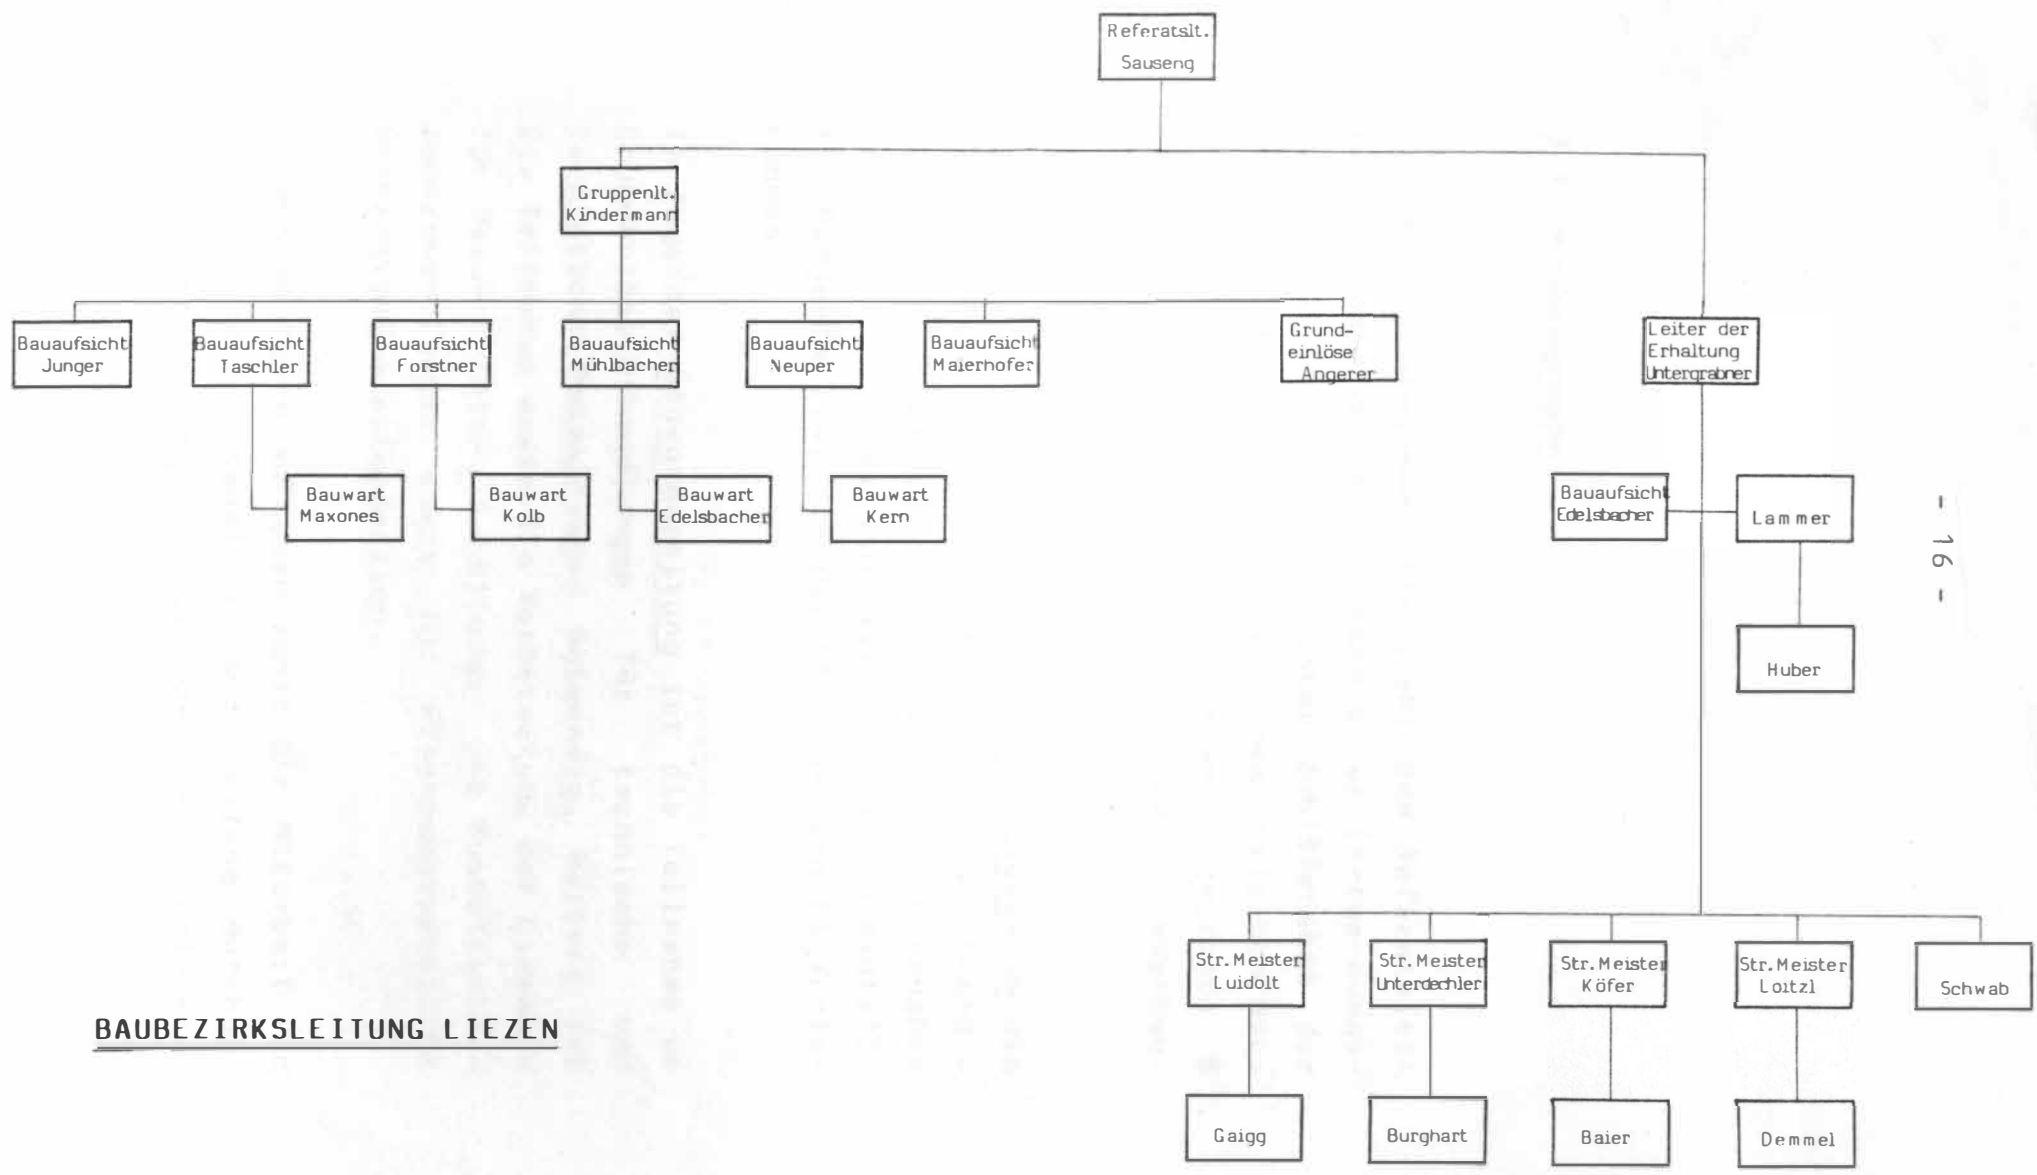 Referatslt.
Sauseng
Gruppenlt.
Kindermann
Bauaufsicht
Junger
Bauaufsicht
Taschler
Bauaufsicht
Forstner
Bauaufsicht
Mühlbacher
Bauaufsicht
Neuper
Bauaufsicht
Maierhofer
Grund-
einlöse
Angerer
Leiter der
Erhaltung
Untergrabner
Bauwart
Maxones
Bauwart
Kolb
Bauwart
Edelsbacher
Bauwart
Kern
Bauaufsicht
Edelsbacher
Lammer
Huber
- 16 -
Str.Meister
Luidolt
Str.Meister
Unterdechler
Str.Meister
Köfer
Str.Meister
Loitzl
Schwab
BAUBEZIRKSLEITUNG LIEZEN
Gaigg
Burghart
Baier
Demmel